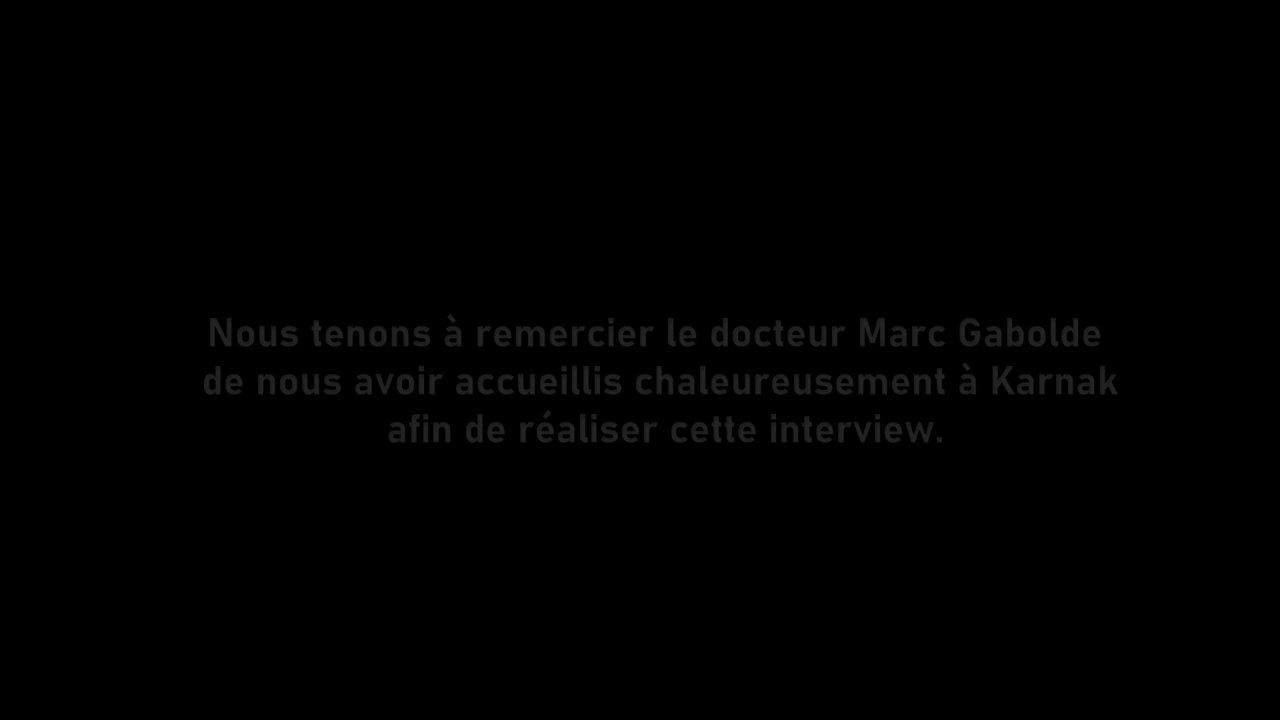 Nous tenons à remercier le docteur Marc Gabolde
de nous avoir accueillis chaleureusement à Karnak
afin de réaliser cette interview.